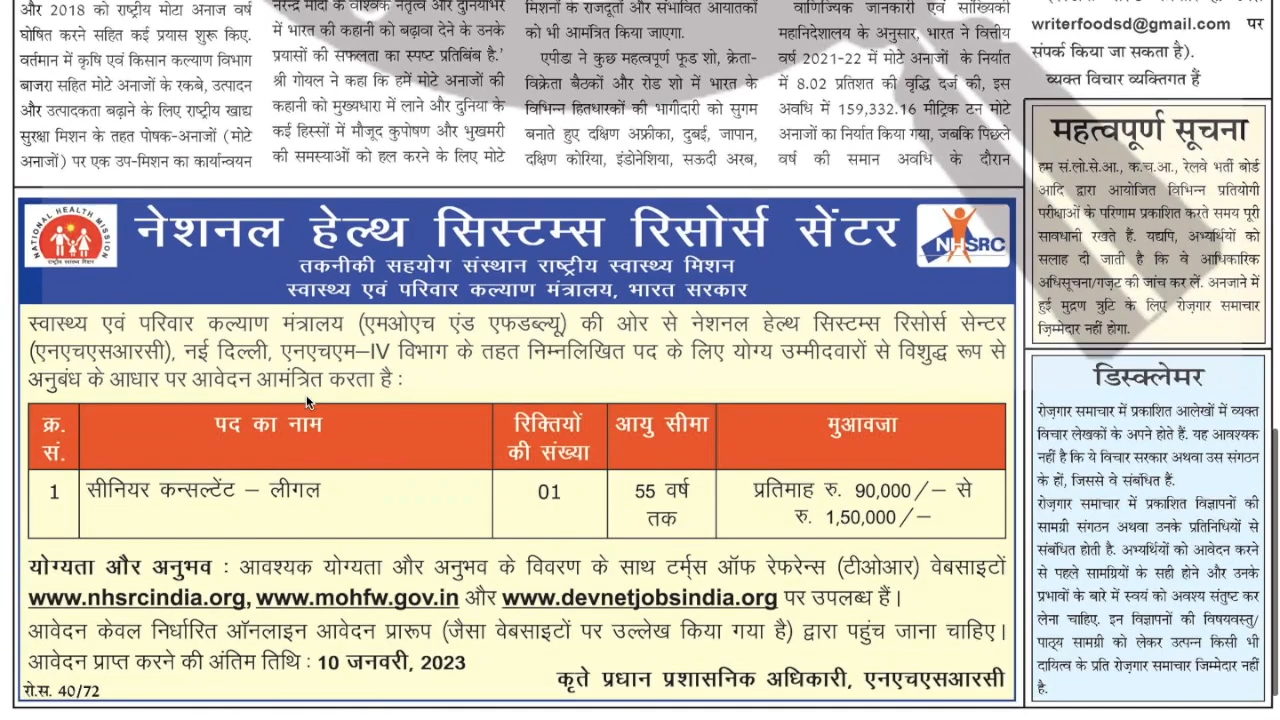 और 2018 को राष्ट्रीय मोटा अनाज वर्ष
घोषित करने सहित कई प्रयास शुरू किए.
वर्तमान में कृषि एवं किसान कल्याण विभाग
बाजरा सहित मोटे अनाजों के रकबे, उत्पादन
और उत्पादकता बढ़ाने के लिए राष्ट्रीय खाद्य
सुरक्षा मिशन के तहत पोषक-अनाजों (मोटे
अनाजों) पर एक उप-मिशन का कार्यान्वयन
नरेन्द्र मोदी के वैश्विक नेतृत्व और दुनियाभर
में भारत की कहानी को बढ़ावा देने के उनके
प्रयासों की सफलता का स्पष्ट प्रतिबिंब है.'
श्री गोयल ने कहा कि हमें मोटे अनाजों की
कहानी को मुख्यधारा में लाने और दुनिया के
कई हिस्सों में मौजूद कुपोषण और भुखमरी
की समस्याओं को हल करने के लिए मोटे
मिशनों के राजदूतों और संभावित आयातकों
को भी आमंत्रित किया जाएगा.
एपीडा ने कुछ महत्वपूर्ण फूड शो, क्रेता-
विक्रेता बैठकों और रोड शो में भारत के
विभिन्न हितधारकों की भागीदारी को सुगम
बनाते हुए दक्षिण अफ्रीका, दुबई, जापान,
दक्षिण कोरिया, इंडोनेशिया, सऊदी अरब,
वाणिज्यिक जानकारी एवं सांख्यिकी
महानिदेशालय के अनुसार, भारत ने वित्तीय
वर्ष 2021-22 में मोटे अनाजों के निर्यात
में 8.02 प्रतिशत की वृद्धि दर्ज की, इस
अवधि में 159,332.16 मीट्रिक टन मोटे
अनाजों का निर्यात किया गया, जबकि पिछले
वर्ष की समान अवधि के दौरान
writerfoodsd@gmail.com पर
संपर्क किया जा सकता है).
व्यक्त विचार व्यक्तिगत हैं
महत्वपूर्ण सूचना
हम सं.लो.से.आ., क.च.आ., रेलवे भर्ती बोर्ड
आदि द्वारा आयोजित विभिन्न प्रतियोगी
परीक्षाओं के परिणाम प्रकाशित करते समय पूरी
सावधानी रखते हैं. यद्यपि, अभ्यर्थियों को
सलाह दी जाती है कि वे आधिकारिक
अधिसूचना/गज़ट की जांच कर लें. अनजाने में
हुई मुद्रण त्रुटि के लिए रोज़गार समाचार
ज़िम्मेदार नहीं होगा.
NATIONAL HEALTH MISSION
राष्ट्रीय स्वास्थ्य मिशन
नेशनल हेल्थ सिस्टम्स रिसोर्स सेंटर
NHSRC
तकनीकी सहयोग संस्थान राष्ट्रीय स्वास्थ्य मिशन
स्वास्थ्य एवं परिवार कल्याण मंत्रालय, भारत सरकार
स्वास्थ्य एवं परिवार कल्याण मंत्रालय (एमओएच एंड एफडब्ल्यू) की ओर से नेशनल हेल्थ सिस्टम्स रिसोर्स सेन्टर
(एनएचएसआरसी), नई दिल्ली, एनएचएम–IV विभाग के तहत निम्नलिखित पद के लिए योग्य उम्मीदवारों से विशुद्ध रूप से
अनुबंध के आधार पर आवेदन आमंत्रित करता है :
क्र. सं. पद का नाम रिक्तियों की संख्या आयु सीमा मुआवजा
1 सीनियर कन्सल्टेंट – लीगल 01 55 वर्ष तक प्रतिमाह रु. 90,000/– से रु. 1,50,000/–
योग्यता और अनुभव : आवश्यक योग्यता और अनुभव के विवरण के साथ टर्म्स ऑफ रेफरेन्स (टीओआर) वेबसाइटों
www.nhsrcindia.org, www.mohfw.gov.in और www.devnetjobsindia.org पर उपलब्ध हैं।
आवेदन केवल निर्धारित ऑनलाइन आवेदन प्रारूप (जैसा वेबसाइटों पर उल्लेख किया गया है) द्वारा पहुंच जाना चाहिए।
आवेदन प्राप्त करने की अंतिम तिथि : 10 जनवरी, 2023
कृते प्रधान प्रशासनिक अधिकारी, एनएचएसआरसी
रो.स. 40/72
डिस्क्लेमर
रोज़गार समाचार में प्रकाशित आलेखों में व्यक्त
विचार लेखकों के अपने होते हैं. यह आवश्यक
नहीं है कि ये विचार सरकार अथवा उस संगठन
के हों, जिससे वे संबंधित हैं.
रोज़गार समाचार में प्रकाशित विज्ञापनों की
सामग्री संगठन अथवा उनके प्रतिनिधियों से
संबंधित होती है. अभ्यर्थियों को आवेदन करने
से पहले सामग्रियों के सही होने और उनके
प्रभावों के बारे में स्वयं को अवश्य संतुष्ट कर
लेना चाहिए. इन विज्ञापनों की विषयवस्तु/
पाठ्य सामग्री को लेकर उत्पन्न किसी भी
दायित्व के प्रति रोज़गार समाचार जिम्मेदार नहीं
है.